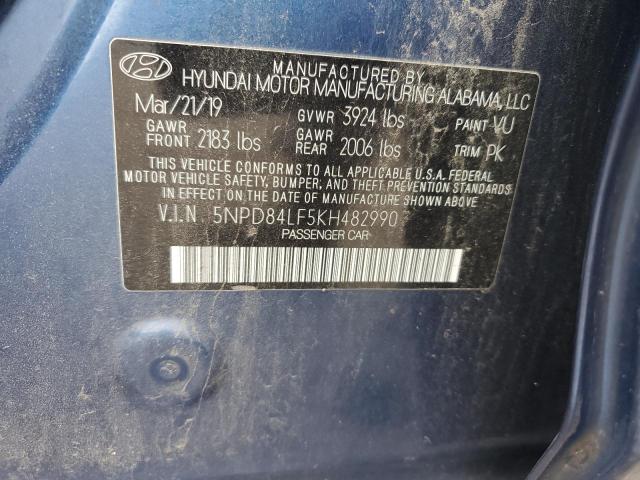 MANUFACTURED BY
HYUNDAI MOTOR MANUFACTURING ALABAMA, LLC
Mar/21/19 GVWR 3924 lbs PAINT VU
GAWR FRONT 2183 lbs GAWR REAR 2006 lbs TRIM PK
THIS VEHICLE CONFORMS TO ALL APPLICABLE U.S.A. FEDERAL
MOTOR VEHICLE SAFETY, BUMPER, AND THEFT PREVENTION STANDARDS
IN EFFECT ON THE DATE OF MANUFACTURE SHOWN ABOVE
V.I.N 5NPD84LF5KH482990
PASSENGER CAR